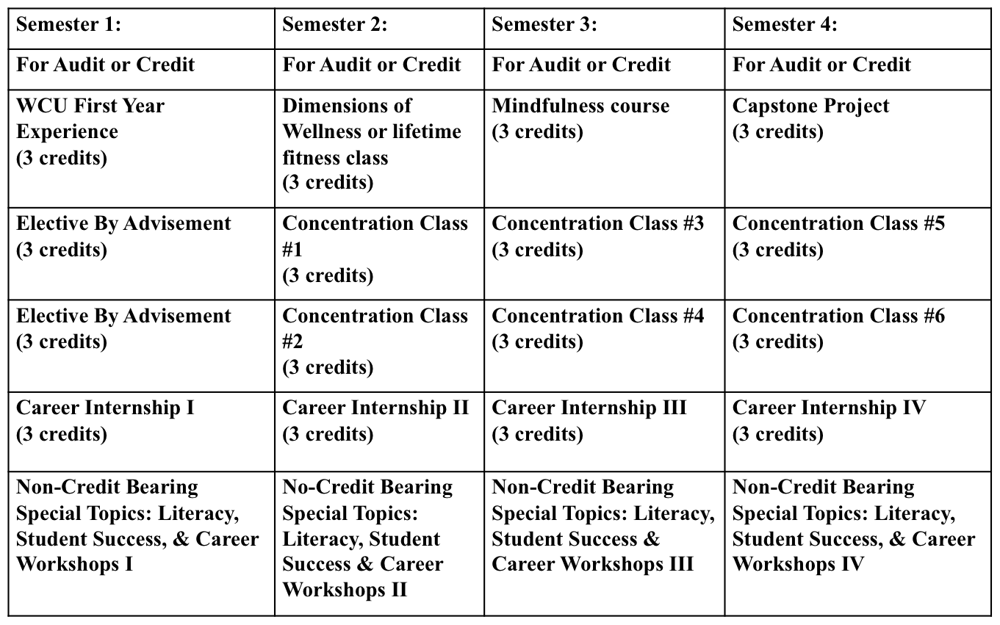 Semester 1:
Semester 2:
Semester 3:
Semester 4:
For Audit or Credit
For Audit or Credit
For Audit or Credit
For Audit or Credit
WCU First Year
Experience
(3 credits)
Dimensions of
Wellness or lifetime
fitness class
(3 credits)
Mindfulness course
(3 credits)
Capstone Project
(3 credits)
Elective By Advisement
(3 credits)
Concentration Class
#1
(3 credits)
Concentration Class #3
(3 credits)
Concentration Class #5
(3 credits)
Elective By Advisement
(3 credits)
Concentration Class
#2
(3 credits)
Concentration Class #4
(3 credits)
Concentration Class #6
(3 credits)
Career Internship I
(3 credits)
Career Internship II
(3 credits)
Career Internship III
(3 credits)
Career Internship IV
(3 credits)
Non-Credit Bearing
Special Topics: Literacy,
Student Success, & Career
Workshops I
No-Credit Bearing
Special Topics:
Literacy, Student
Success & Career
Workshops II
Non-Credit Bearing
Special Topics: Literacy,
Student Success &
Career Workshops III
Non-Credit Bearing
Special Topics: Literacy,
Student Success, & Career
Workshops IV